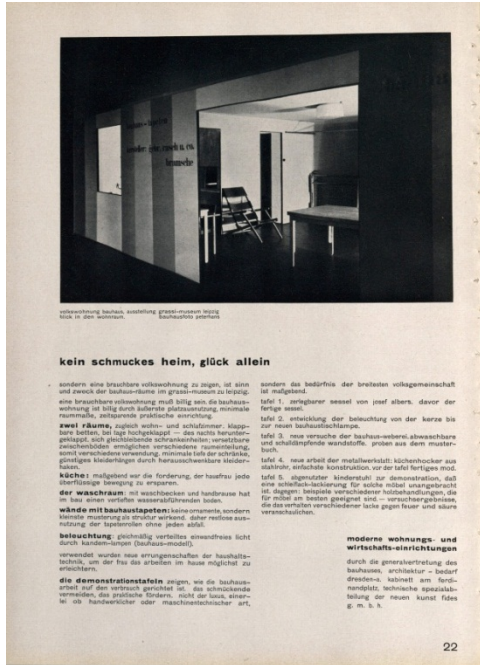 volkswohnung bauhaus, ausstellung grassi-museum leipzig
blick in den wohnraum. bauhausfoto peterhans
kein schmuckes heim, glück allein
sondern eine brauchbare volkswohnung zu zeigen, ist sinn
und zweck der bauhaus-räume im grassi-museum zu leipzig.
eine brauchbare volkswohnung muß billig sein. die bauhaus-
wohnung ist billig durch äußerste platzausnutzung, minimale
raummaße, zeitsparende praktische einrichtung.
zwei räume, zugleich wohn- und schlafzimmer. klapp-
bare betten, bei tage hochgeklappt — des nachts herunter-
geklappt, sich gleichbleibende schrankeinheiten; versetzbare
zwischenböden ermöglichen verschiedene raumeinteilung,
somit verschiedene verwendung. minimale tiefe der schränke,
günstiges kleiderhängen durch herausschwenkbare kleider-
haken.
küche: maßgebend war die forderung, der hausfrau jede
überflüssige bewegung zu ersparen.
der waschraum: mit waschbecken und handbrause hat
im bau einen vertieften wasserabführenden boden.
wände mit bauhaustapeten: keine ornamente, sondern
kleinste musterung als struktur wirkend. daher restlose aus-
nutzung der tapetenrollen ohne jeden abfall.
beleuchtung: gleichmäßig verteiltes einwandfreies licht
durch kandem-lampen (bauhaus-modell).
verwendet wurden neue errungenschaften der haushalts-
technik, um der frau das arbeiten im hause möglichst zu
erleichtern.
die demonstrationstafeln zeigen, wie die bauhaus-
arbeit auf den verbrauch gerichtet ist. das schmückende
vermeiden, das praktische fördern. nicht der luxus, einer-
lei ob handwerklicher oder maschinentechnischer art,
sondern das bedürfnis der breitesten volksgemeinschaft
ist maßgebend.
tafel 1. zerlegbarer sessel von josef albers. davor der
fertige sessel.
tafel 2. entwicklung der beleuchtung von der kerze bis
zur neuen bauhaustischlampe.
tafel 3. neue versuche der bauhaus-weberei. abwaschbare
und schalldämpfende wandstoffe. proben aus dem muster-
buch.
tafel 4. neue arbeit der metallwerkstatt: küchenhocker aus
stahlrohr, einfachste konstruktion. vor der tafel fertiges mod.
tafel 5. abgenutzter kinderstuhl zur demonstration, daß
eine schleiflack-lackierung für solche möbel unangebracht
ist, dagegen: beispiele verschiedener holzbehandlungen, die
für möbel am besten geeignet sind — versuchsergebnisse,
die das verhalten verschiedener lacke gegen feuer und säure
veranschaulichen.
moderne wohnungs- und
wirtschafts-einrichtungen
durch die generalvertretung des
bauhauses, architektur - bedarf
dresden-a. kabinett am ferdi-
nandplatz, technische spezialab-
teilung der neuen kunst fides
g. m. b. h.
22